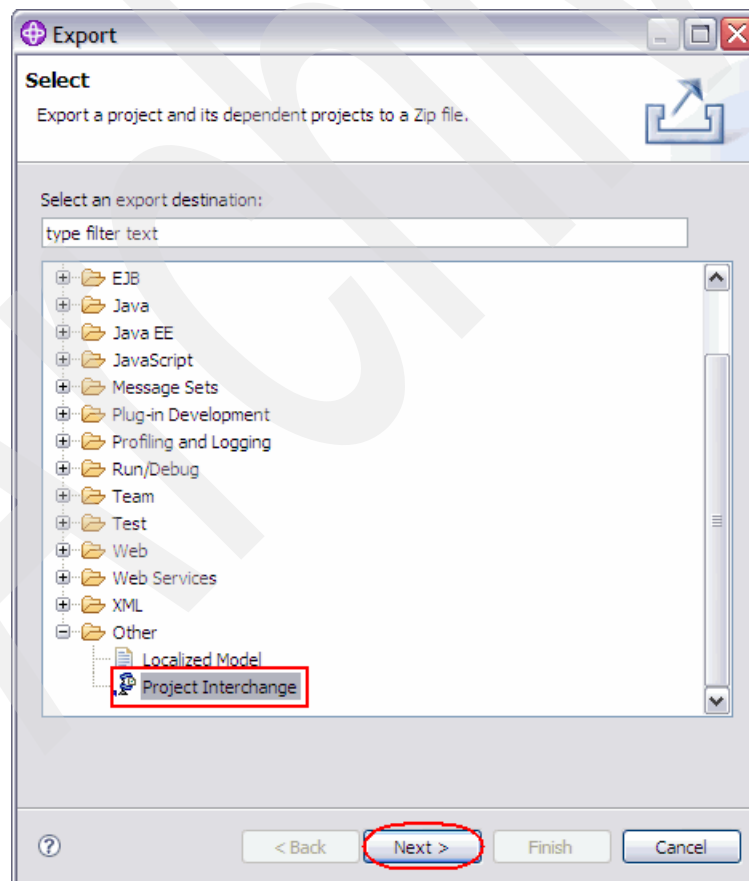 Export
Select
Export a project and its dependent projects to a Zip file.
Select an export destination:
type filter text
EJB
Java
Java EE
JavaScript
Message Sets
Plug-in Development
Profiling and Logging
Run/Debug
Team
Test
Web
Web Services
XML
Other
Localized Model
Project Interchange
? < Back Next > Finish Cancel